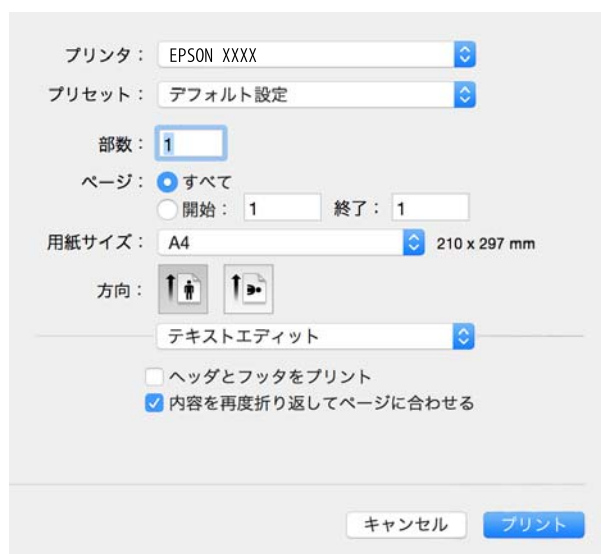 プリンタ： EPSON XXXX
プリセット： デフォルト設定
部数： 1
ページ： すべて
開始： 1 終了： 1
用紙サイズ： A4 210 x 297 mm
方向：
テキストエディット
ヘッダとフッタをプリント
内容を再度折り返してページに合わせる
キャンセル プリント